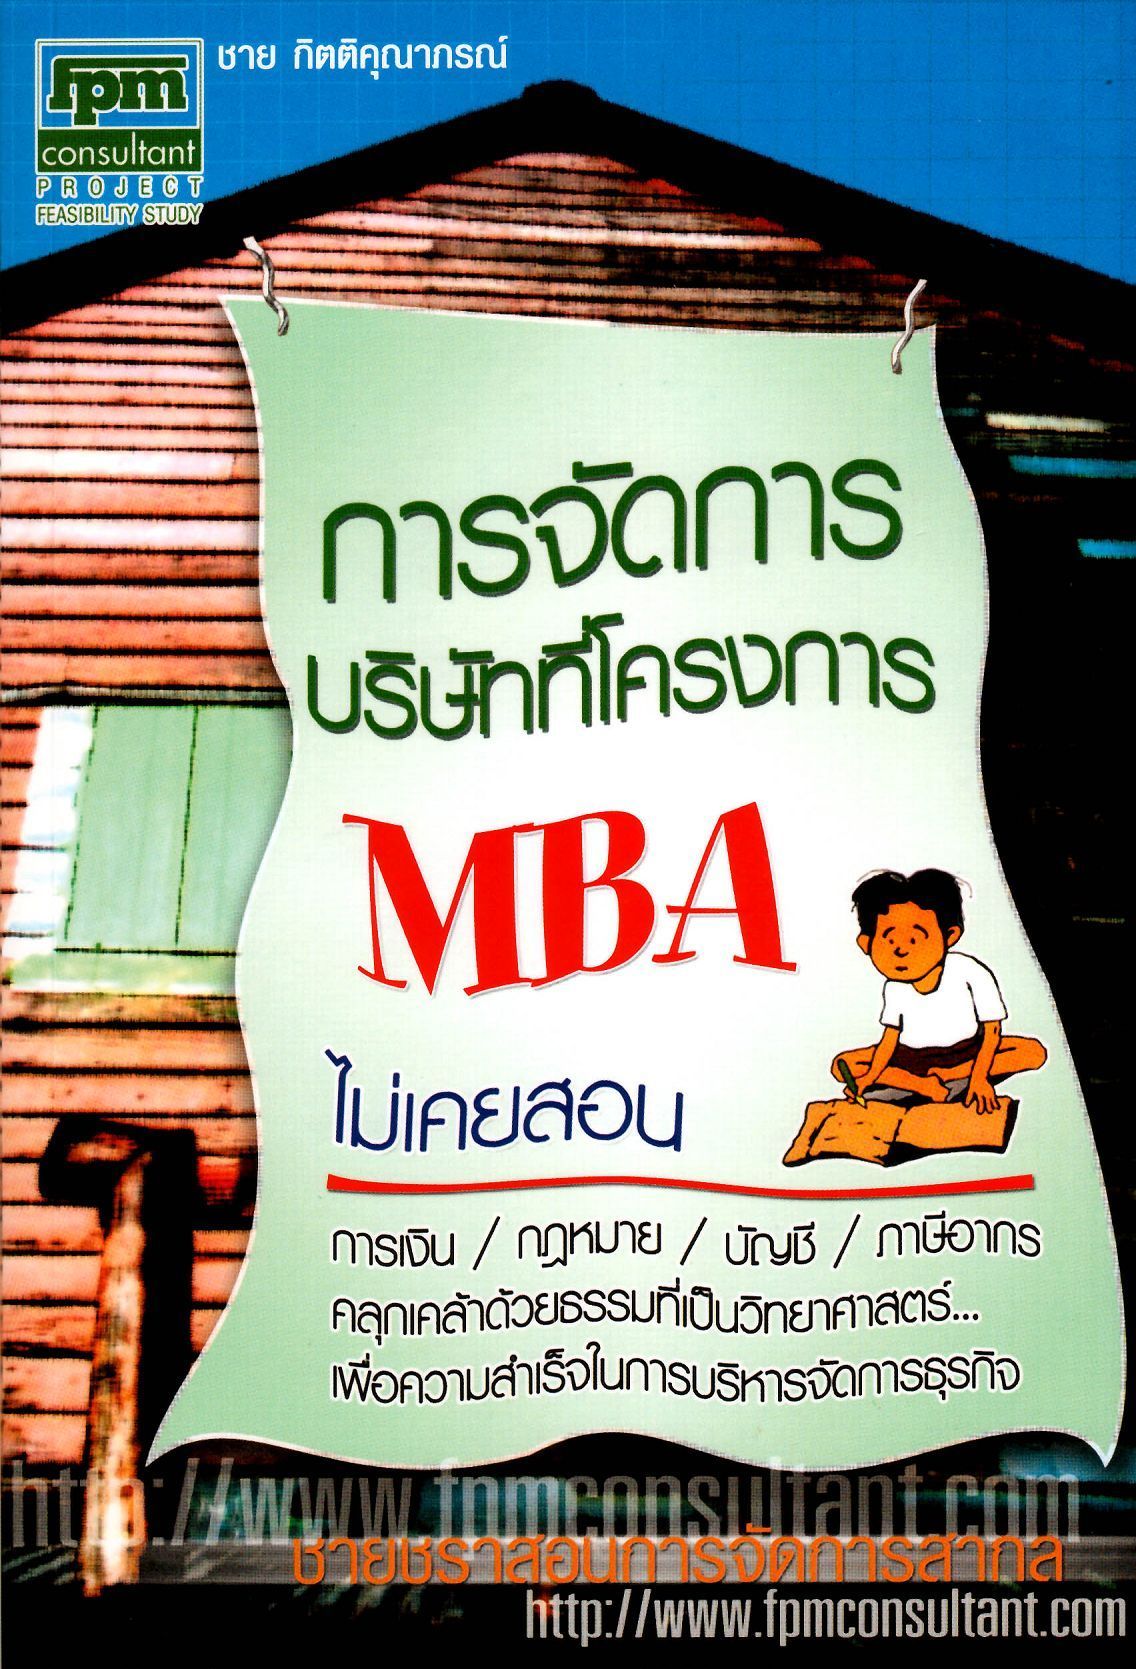 fpm
consultant
PROJECT
FEASIBILITY STUDY
ชาย กิตติคุณาภรณ์
การจัดการ
บริษัทที่โครงการ
MBA
ไม่เคยสอน
การเงิน / กฎหมาย / บัญชี / ภาษีอากร
คลุกเคล้าด้วยธรรมที่เป็นวิทยาศาสตร์...
เพื่อความสำเร็จในการบริหารจัดการธุรกิจ
http://www.fpmconsultant.com
ชายชราสอนการจัดการสากล
http://www.fpmconsultant.com